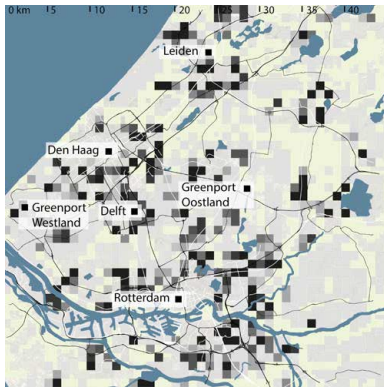 0 km 5 10 15 20 25 30 35 40
Leiden
Den Haag
Greenport
Oostland
Greenport
Westland
Delft
Rotterdam